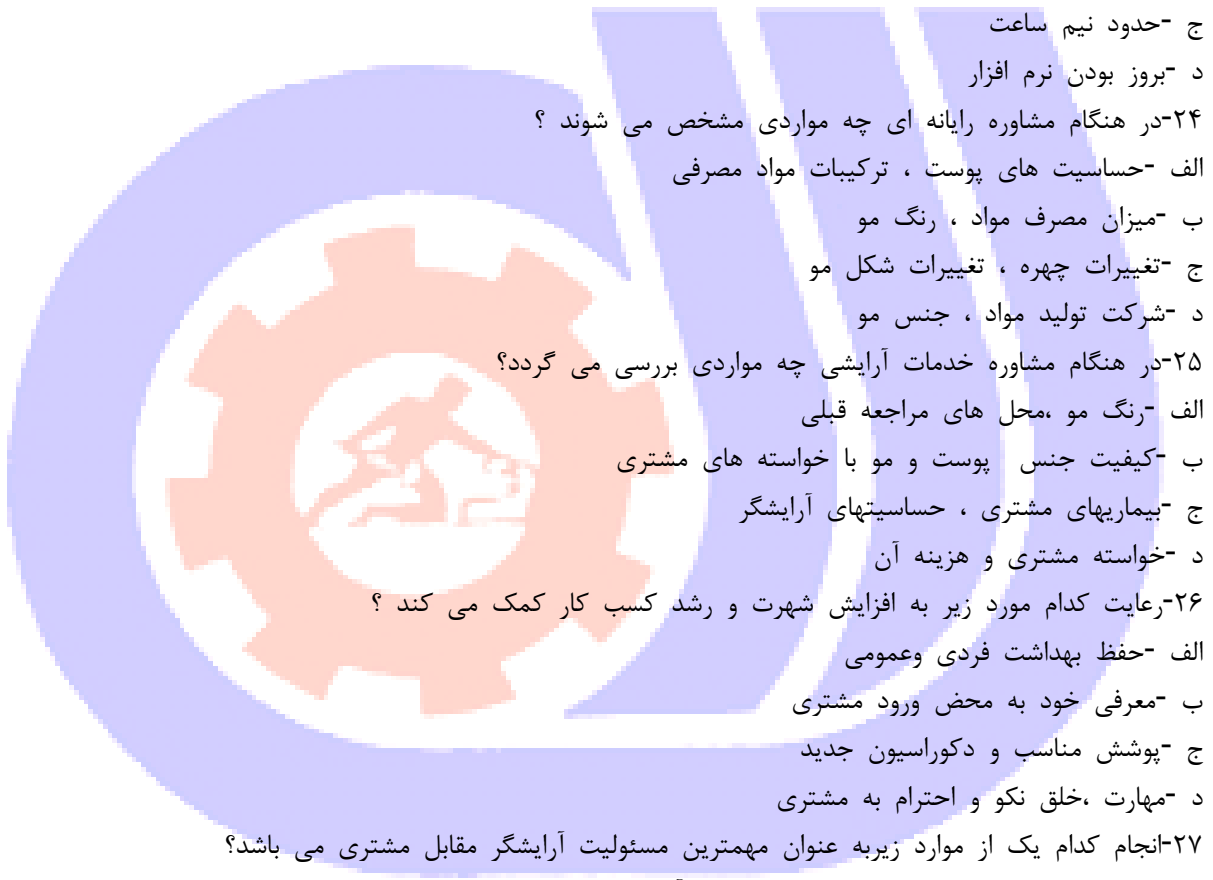 ج -حدود نیم ساعت
د -بروز بودن نرم افزار
۲۴-در هنگام مشاوره رایانه ای چه مواردی مشخص می شوند ؟
الف -حساسیت های پوست ، ترکیبات مواد مصرفی
ب -میزان مصرف مواد ، رنگ مو
ج -تغییرات چهره ، تغییرات شکل مو
د -شرکت تولید مواد ، جنس مو
۲۵-در هنگام مشاوره خدمات آرایشی چه مواردی بررسی می گردد؟
الف -رنگ مو ،محل های مراجعه قبلی
ب -کیفیت جنس پوست و مو با خواسته های مشتری
ج -بیماریهای مشتری ، حساسیتهای آرایشگر
د -خواسته مشتری و هزینه آن
۲۶-رعایت کدام مورد زیر به افزایش شهرت و رشد کسب کار کمک می کند ؟
الف -حفظ بهداشت فردی وعمومی
ب -معرفی خود به محض ورود مشتری
ج -پوشش مناسب و دکوراسیون جدید
د -مهارت ،خلق نکو و احترام به مشتری
۲۷-انجام کدام یک از موارد زیربه عنوان مهمترین مسئولیت آرایشگر مقابل مشتری می باشد؟